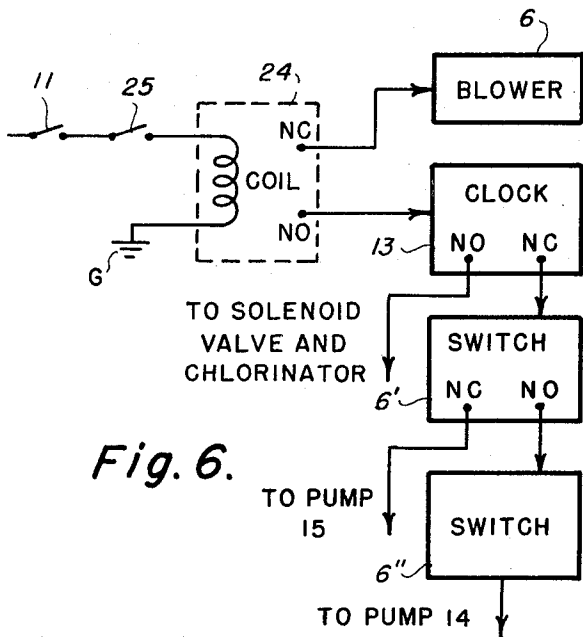 6
BLOWER
11
25
24
NC
COIL
NO
CLOCK
13
NO NC
G
TO SOLENOID
VALVE AND
CHLORINATOR
SWITCH
6'
NC NO
Fig. 6.
TO PUMP
15
SWITCH
6"
TO PUMP 14